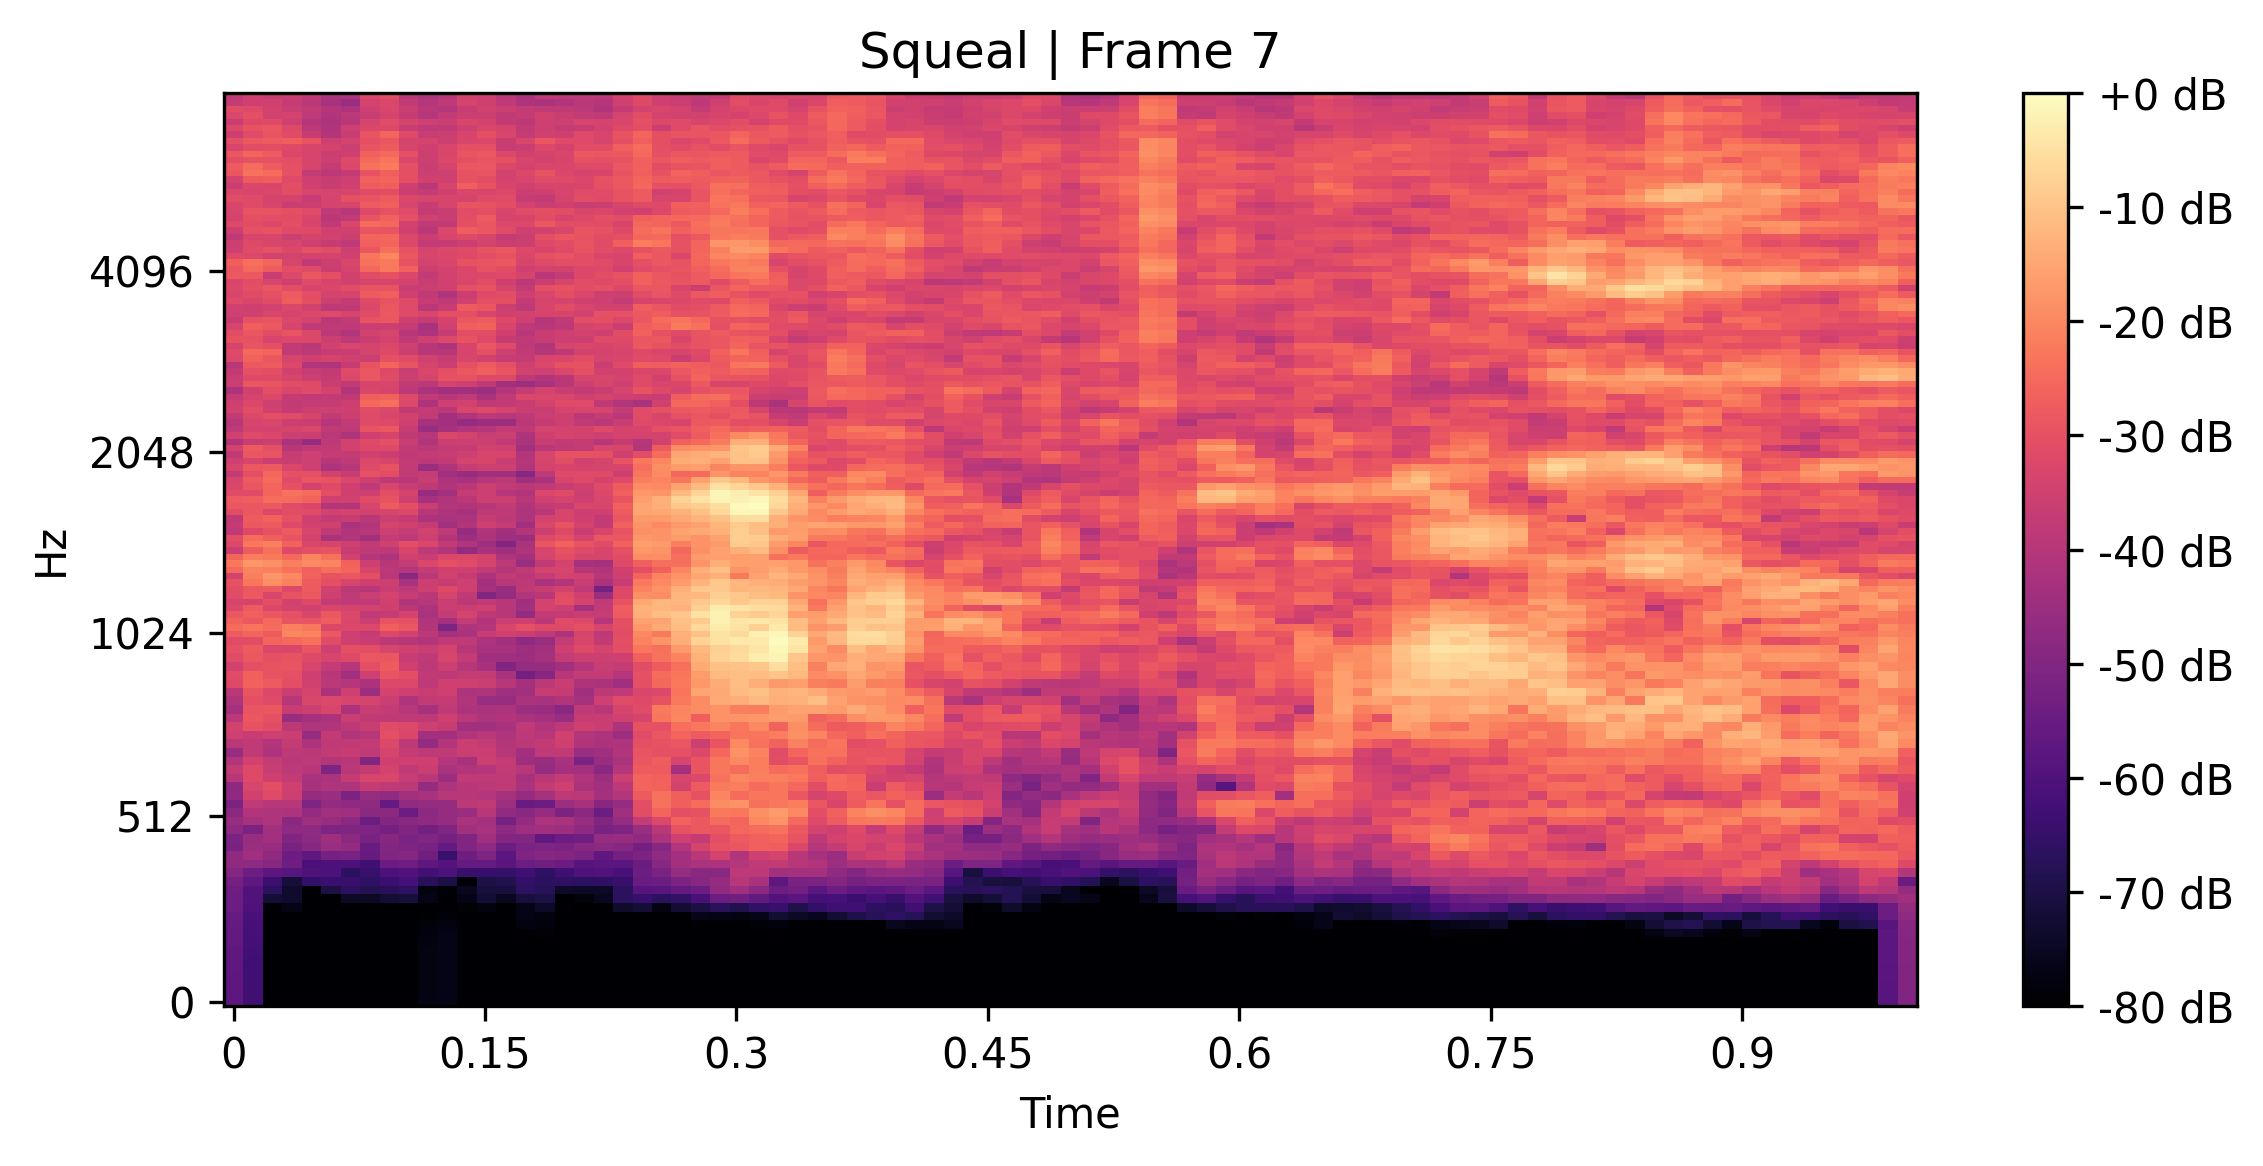 Squeal | Frame 7
+0 dB
-10 dB
-20 dB
-30 dB
-40 dB
-50 dB
-60 dB
-70 dB
-80 dB
Hz
4096
2048
1024
512
0
0 0.15 0.3 0.45 0.6 0.75 0.9
Time